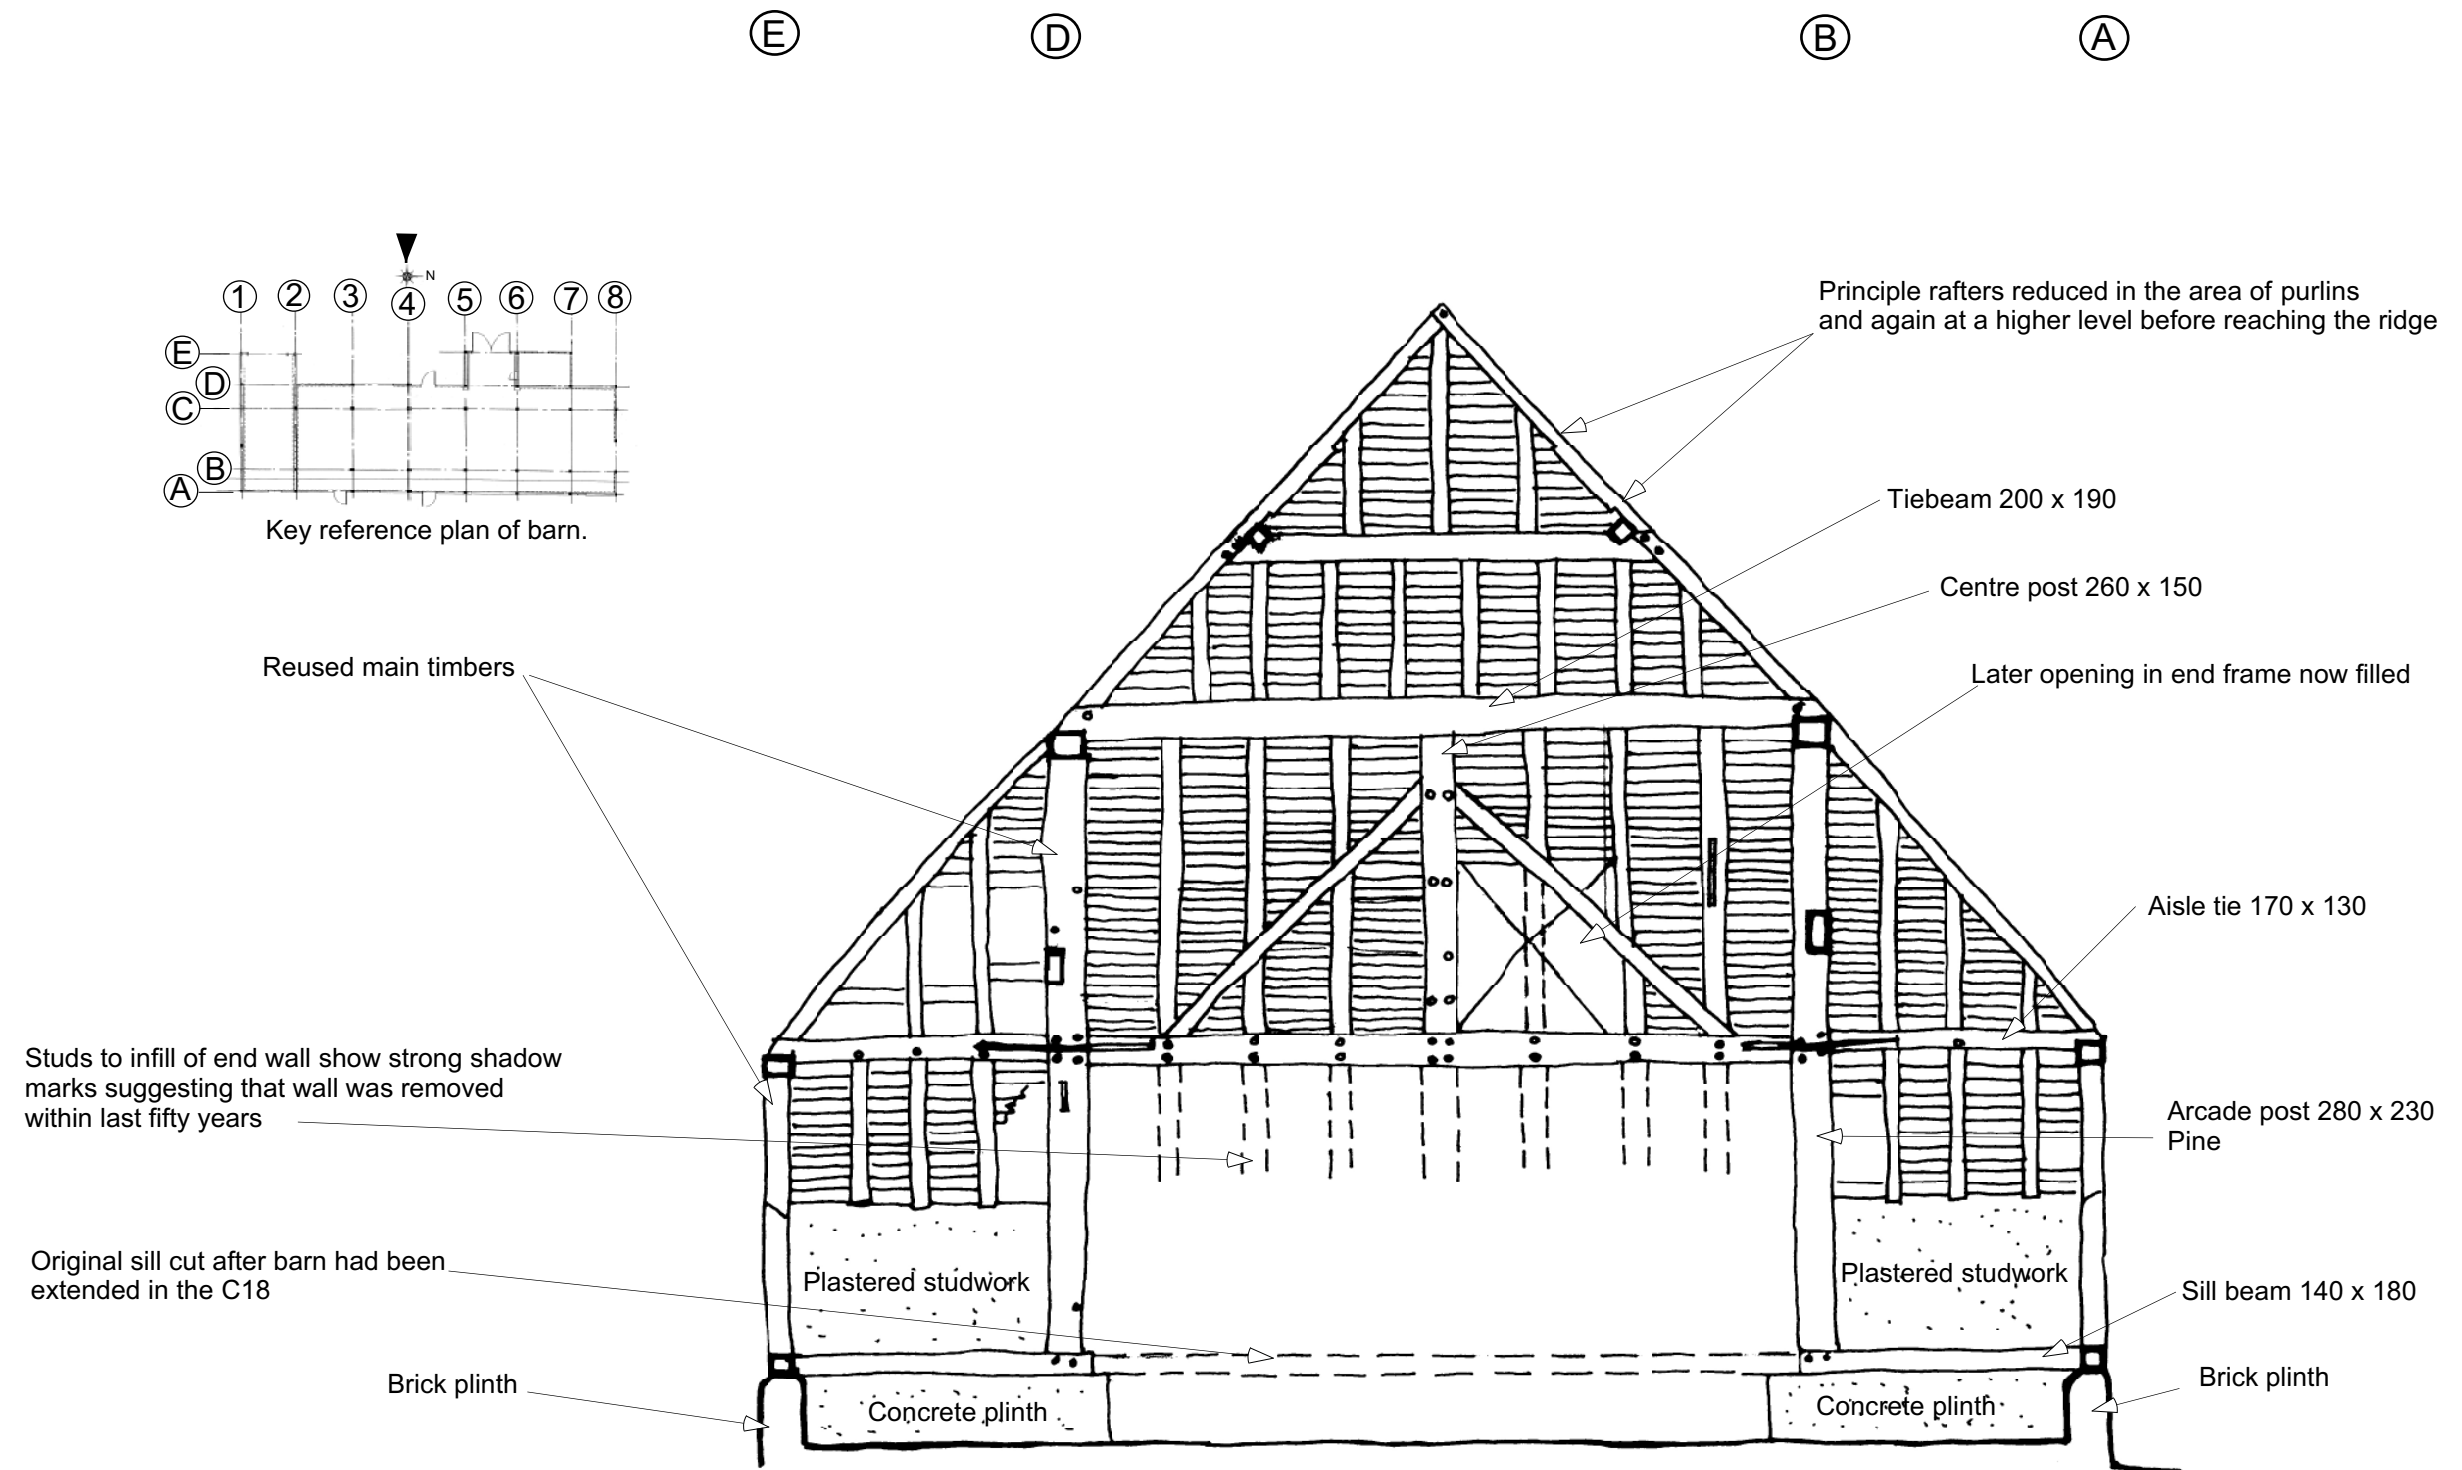 E D B A
N
1 2 3 4 5 6 7 8
E
D
C
B
A
Key reference plan of barn.
Principle rafters reduced in the area of purlins
and again at a higher level before reaching the ridge
Tiebeam 200 x 190
Centre post 260 x 150
Reused main timbers
Later opening in end frame now filled
Aisle tie 170 x 130
Studs to infill of end wall show strong shadow
marks suggesting that wall was removed
within last fifty years
Arcade post 280 x 230
Pine
Original sill cut after barn had been
extended in the C18
Plastered studwork
Plastered studwork
Sill beam 140 x 180
Brick plinth
Concrete plinth
Concrete plinth
Brick plinth